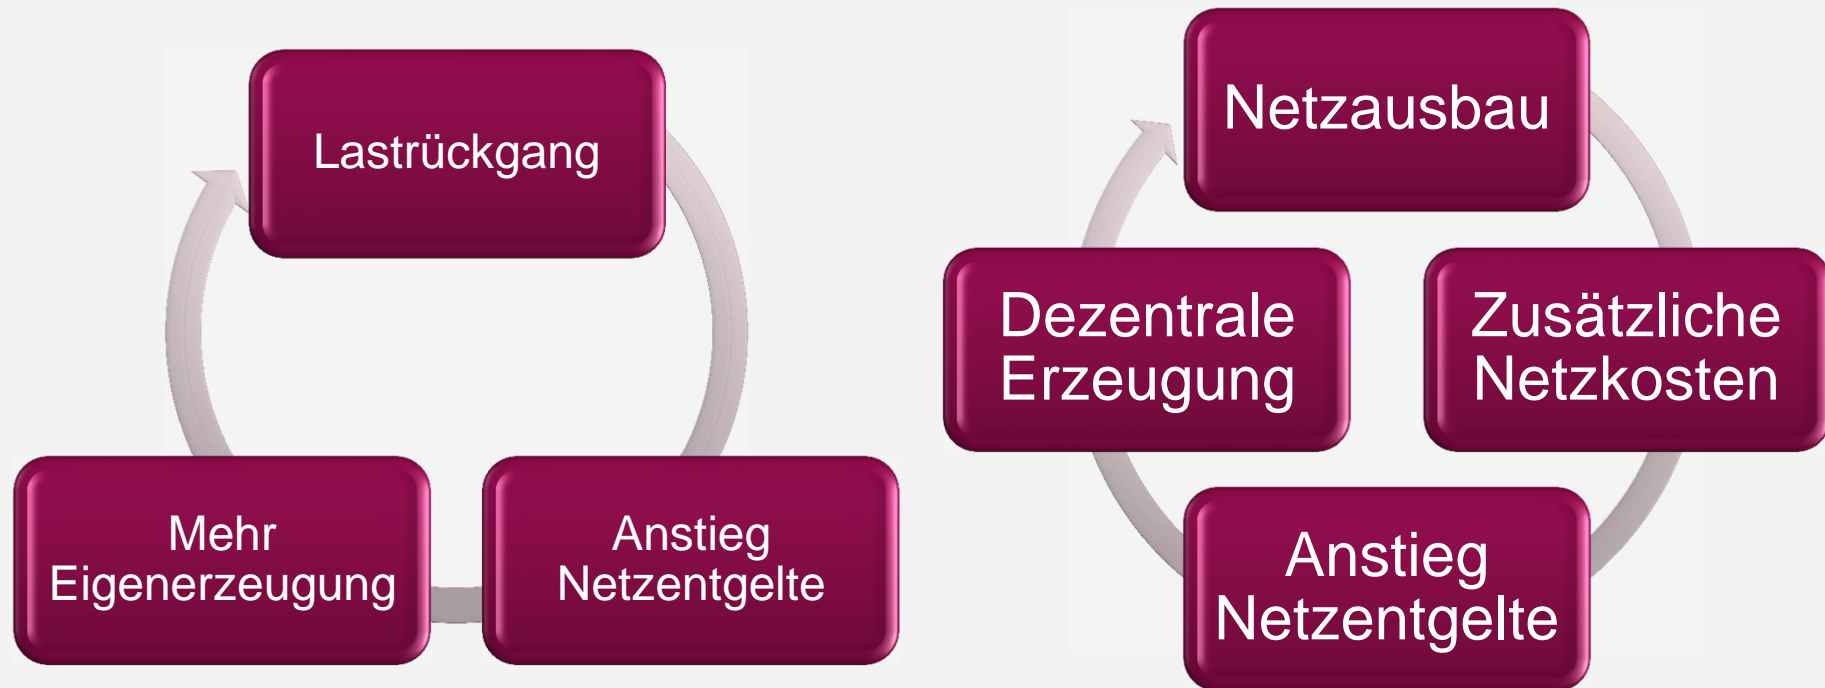 Lastrückgang
Mehr
Eigenerzeugung
Anstieg
Netzentgelte
Netzausbau
Dezentrale
Erzeugung
Zusätzliche
Netzkosten
Anstieg
Netzentgelte